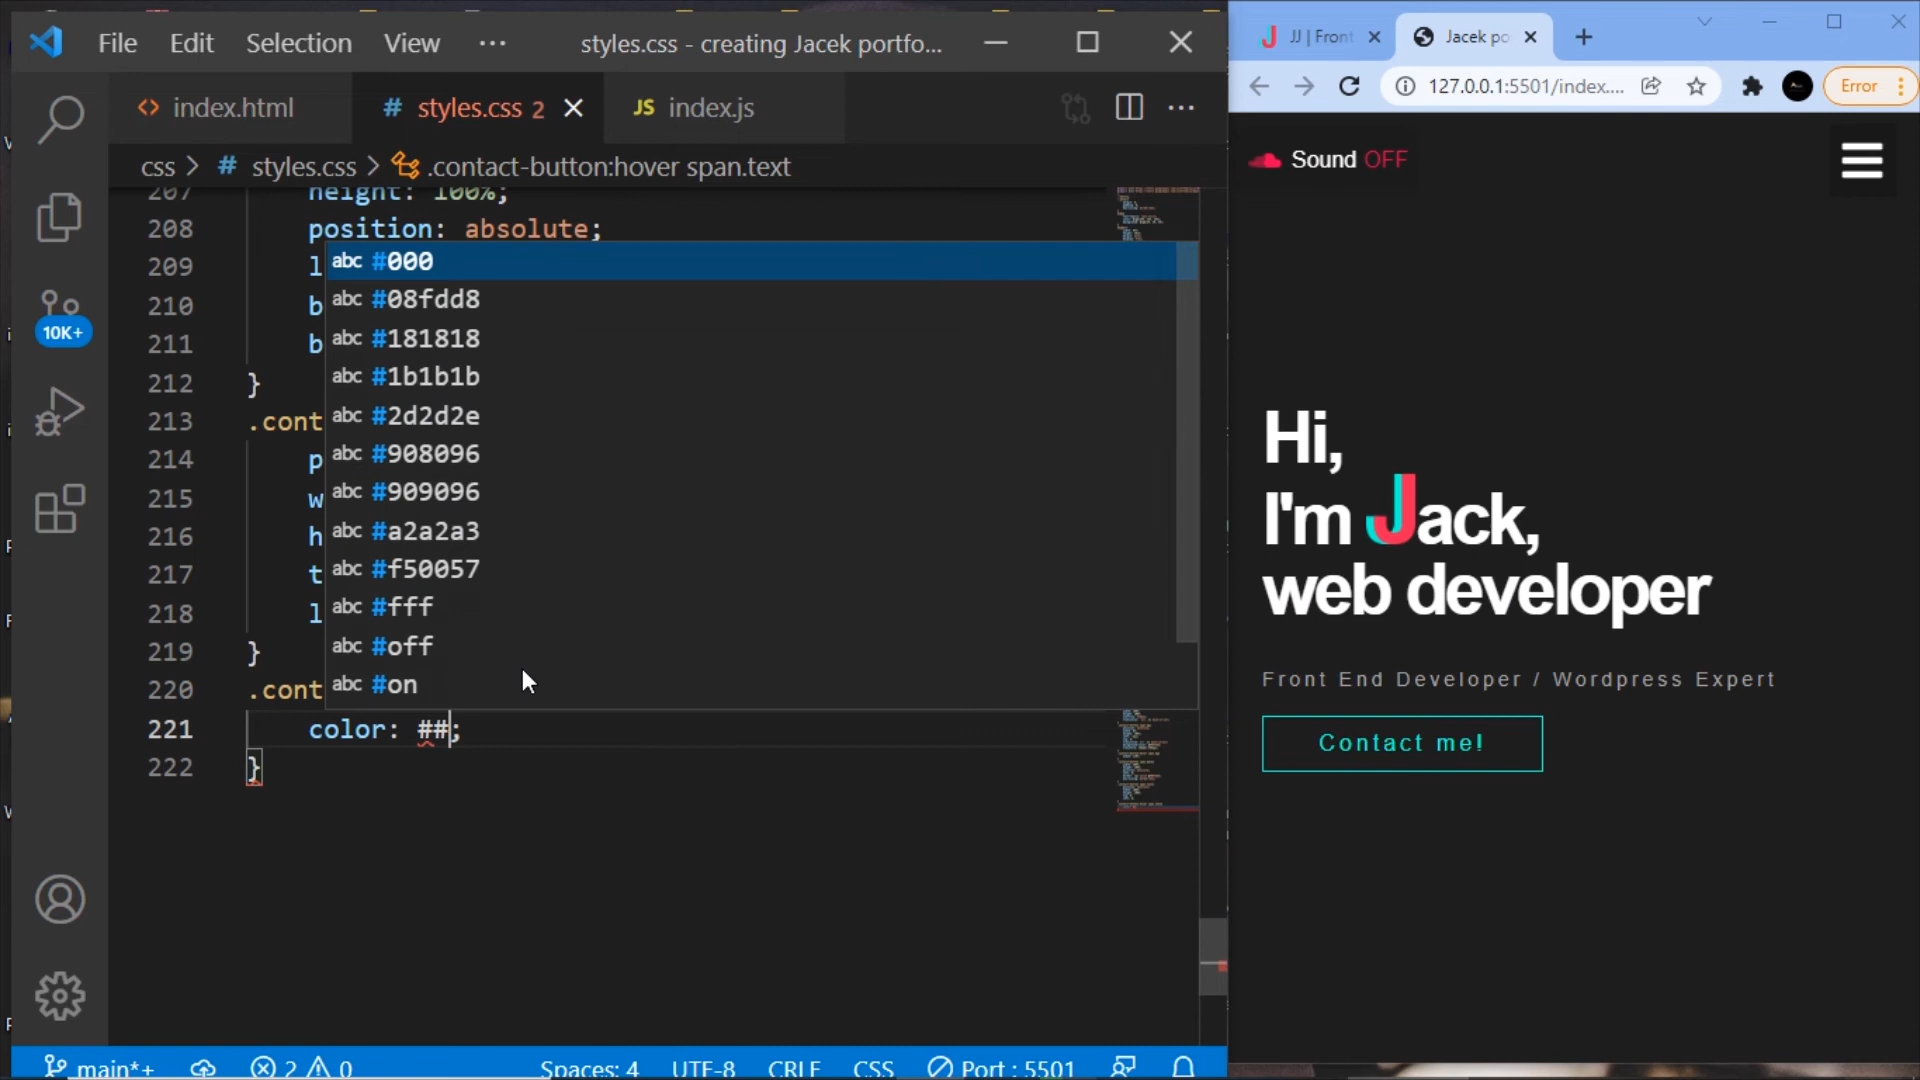 File Edit Selection View ··· styles.css - creating Jacek portfo...
index.html # styles.css 2 JS index.js
css > # styles.css > .contact-button:hover span.text
207 height: 100%;
208 position: absolute;
209 l
210 b
211 b
212 }
213 .cont
214 p
215 w
216 h
217 t
218 l
219 }
220 .cont
221 color: ##;
222 }
abc #000
abc #08fdd8
abc #181818
abc #1b1b1b
abc #2d2d2e
abc #908096
abc #909096
abc #a2a2a3
abc #f50057
abc #fff
abc #off
abc #on
10K+
main*+ 2 0 Spaces: 4 UTF-8 CRLF CSS Port : 5501
JJ | Front Jacek po
127.0.0.1:5501/index.... Error
Sound OFF
Hi,
I'm Jack,
web developer
Front End Developer / Wordpress Expert
Contact me!